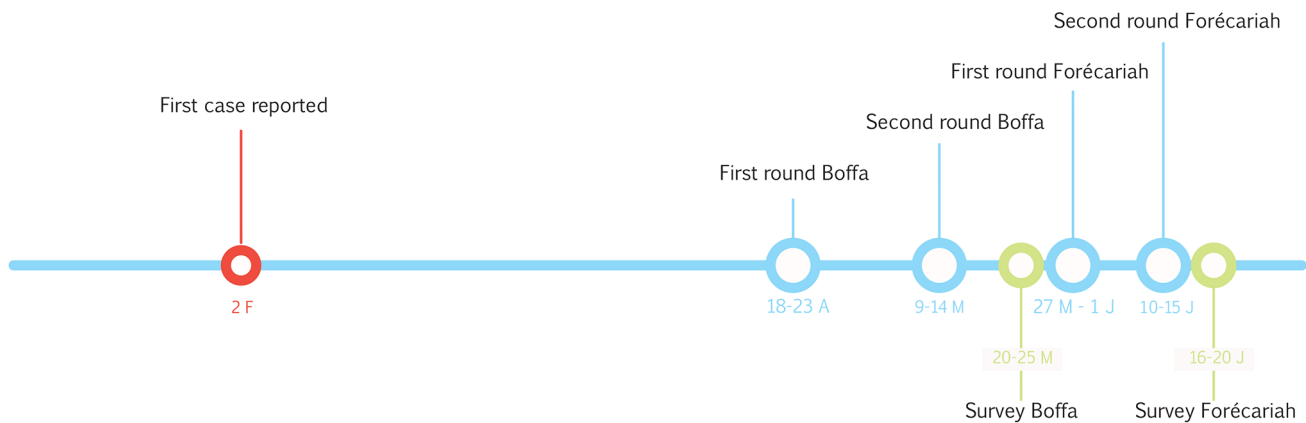 Second round Forécariah
First round Forécariah
First case reported
Second round Boffa
First round Boffa
2 F
18-23 A
9-14 M
27 M - 1 J
10-15 J
20-25 M
16-20 J
Survey Boffa
Survey Forécariah